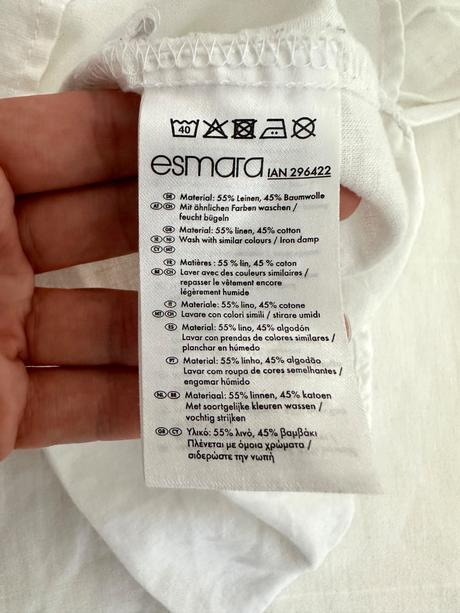 40
esmara IAN 296422
DE Material: 55% Leinen, 45% Baumwolle
AT CH Mit ähnlichen Farben waschen /
feucht bügeln
GB Material: 55% linen, 45% cotton
IE NI Wash with similar colours / Iron damp
CY MT
FR Matières : 55 % lin, 45 % coton
BE CH Laver avec des couleurs similaires /
repasser le vêtement encore
légèrement humide
IT Materiale: 55% lino, 45% cotone
MT CH Lavare con colori simili / stirare umidi
ES Material: 55% lino, 45% algodón
Lavar con prendas de colores similares /
planchar en húmedo
PT Material: 55% linho, 45% algodão
Lavar com roupa de cores semelhantes /
engomar húmido
NL BE Materiaal: 55% linnen, 45% katoen
Met soortgelijke kleuren wassen /
vochtig strijken
GR CY Υλικό: 55% λινό, 45% βαμβάκι
Πλένεται με όμοια χρώματα /
σιδερώστε την νωπή